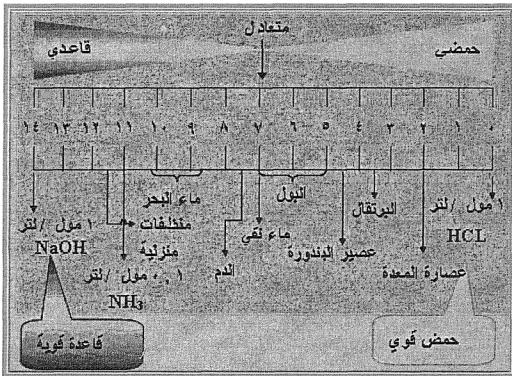 متعادل
حمضي
قاعدي
٠ ١ ٢ ٣ ٤ ٥ ٦ ٧ ٨ ٩ ١٠ ١١ ١٢ ١٣ ١٤
١ مول / لتر
HCL
عصارة المعدة
البرتقال
عصير البندورة
البول
ماء نقي
الدم
ماء البحر
منظفات
منزلية
٠,١ مول / لتر
NH₃
١ مول / لتر
NaOH
حمض قوي
قاعدة قوية